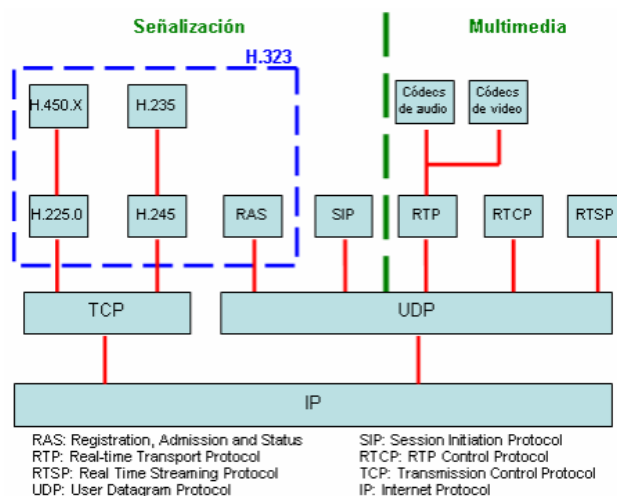 Señalización
Multimedia
H.323
H.450.X
H.235
Códecs
de audio
Códecs
de video
H.225.0
H.245
RAS
SIP
RTP
RTCP
RTSP
TCP
UDP
IP
RAS: Registration, Admission and Status
RTP: Real-time Transport Protocol
RTSP: Real Time Streaming Protocol
UDP: User Datagram Protocol
SIP: Session Initiation Protocol
RTCP: RTP Control Protocol
TCP: Transmission Control Protocol
IP: Internet Protocol